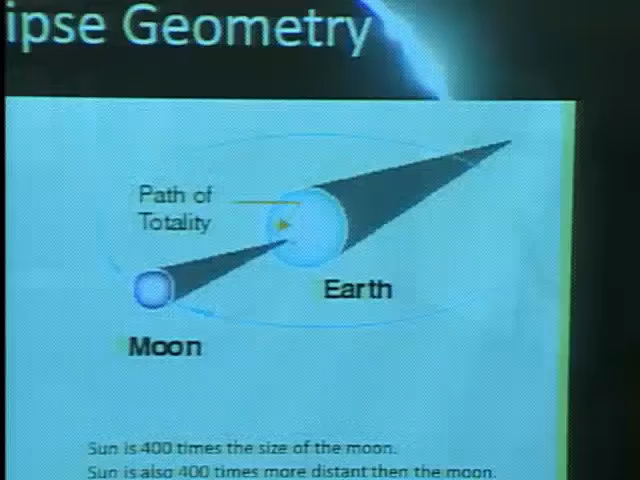 ipse Geometry
Path of
Totality
Earth
Moon
Sun is 400 times the size of the moon.
Sun is also 400 times more distant then the moon.